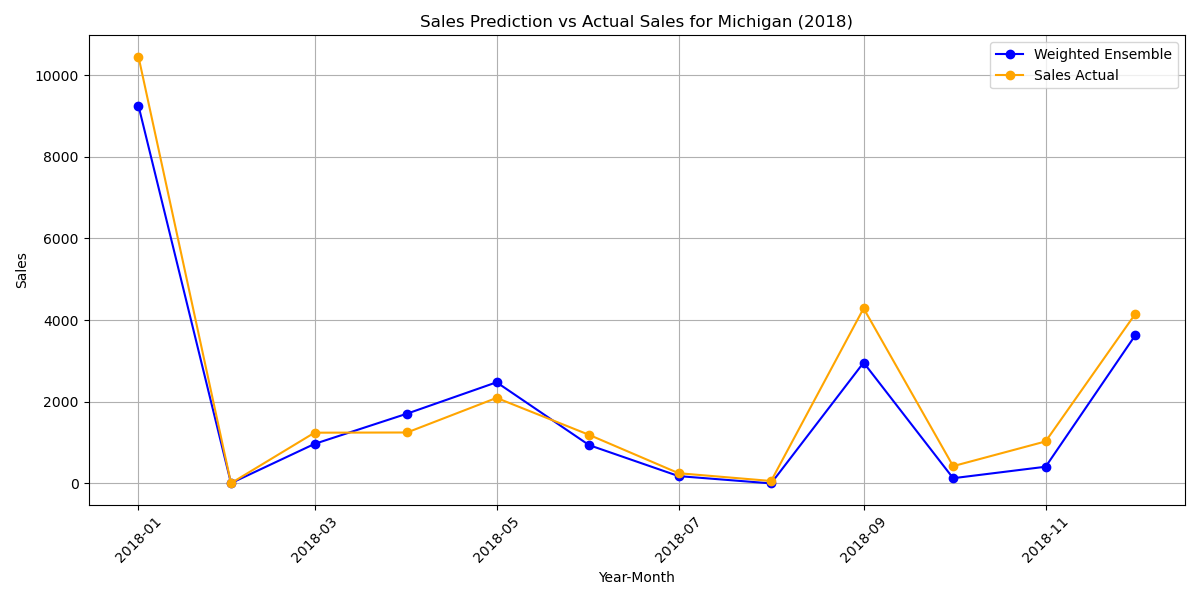 Sales Prediction vs Actual Sales for Michigan (2018)
Weighted Ensemble
Sales Actual
10000
8000
6000
4000
2000
0
Sales
2018-01
2018-03
2018-05
2018-07
2018-09
2018-11
Year-Month